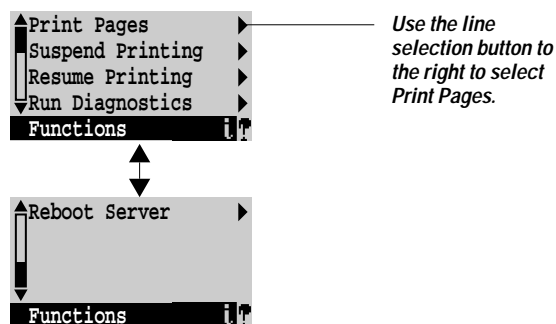 Print Pages
Suspend Printing
Resume Printing
Run Diagnostics
Functions
Use the line
selection button to
the right to select
Print Pages.
Reboot Server
Functions